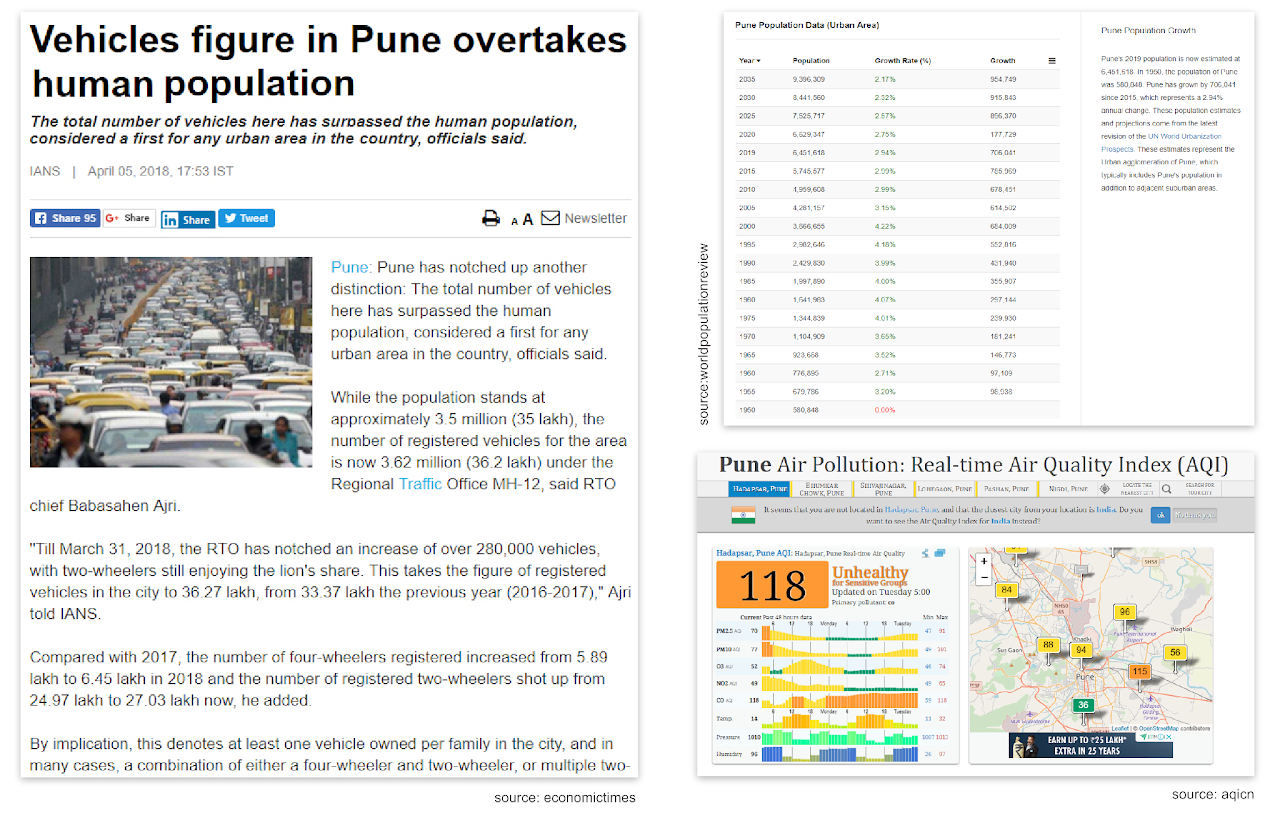 Vehicles figure in Pune overtakes
human population
The total number of vehicles here has surpassed the human population,
considered a first for any urban area in the country, officials said.
IANS | April 05, 2018, 17:53 IST
Share 95 G+ Share in Share Tweet A A Newsletter
Pune: Pune has notched up another
distinction: The total number of vehicles
here has surpassed the human
population, considered a first for any
urban area in the country, officials said.
While the population stands at
approximately 3.5 million (35 lakh), the
number of registered vehicles for the area
is now 3.62 million (36.2 lakh) under the
Regional Traffic Office MH-12, said RTO
chief Babasahen Ajri.
"Till March 31, 2018, the RTO has notched an increase of over 280,000 vehicles,
with two-wheelers still enjoying the lion's share. This takes the figure of registered
vehicles in the city to 36.27 lakh, from 33.37 lakh the previous year (2016-2017)," Ajri
told IANS.
Compared with 2017, the number of four-wheelers registered increased from 5.89
lakh to 6.45 lakh in 2018 and the number of registered two-wheelers shot up from
24.97 lakh to 27.03 lakh now, he added.
By implication, this denotes at least one vehicle owned per family in the city, and in
many cases, a combination of either a four-wheeler and two-wheeler, or multiple two-
source: economictimes
Pune Population Data (Urban Area)
Year Population Growth Rate (%) Growth
2035 9,396,309 2.17% 954,749
2030 8,441,560 2.32% 915,843
2025 7,525,717 2.57% 896,370
2020 6,629,347 2.75% 177,729
2019 6,451,618 2.94% 706,041
2015 5,745,577 2.99% 785,969
2010 4,959,608 2.99% 678,451
2005 4,281,157 3.15% 614,502
2000 3,666,655 4.22% 684,009
1995 2,982,646 4.18% 552,816
1990 2,429,830 3.99% 431,940
1985 1,997,890 4.00% 355,907
1980 1,641,983 4.07% 297,144
1975 1,344,839 4.01% 239,930
1970 1,104,909 3.65% 181,241
1965 923,668 3.52% 146,773
1960 776,895 2.71% 97,109
1955 679,786 3.20% 98,938
1950 580,848 0.00%
Pune Population Growth
Pune's 2019 population is now estimated at
6,451,618. In 1950, the population of Pune
was 580,848. Pune has grown by 706,041
since 2015, which represents a 2.94%
annual change. These population estimates
and projections come from the latest
revision of the UN World Urbanization
Prospects. These estimates represent the
Urban agglomeration of Pune, which
typically includes Pune's population in
addition to adjacent suburban areas.
source:worldpopulationreview
Pune Air Pollution: Real-time Air Quality Index (AQI)
HADAPSAR, PUNE BHUMKAR CHOWK, PUNE SHIVAJINAGAR, PUNE LOHEGAON, PUNE PASHAN, PUNE NIGDI, PUNE LOCATE THE NEAREST CITY SEARCH FOR YOUR CITY
It seems that you are not located in Hadapsar, Pune, and that the closest city from your location is India. Do you
want to see the Air Quality Index for India instead?
ok
Hadapsar, Pune AQI: Hadapsar, Pune Real-time Air Quality
118
Unhealthy
for Sensitive Groups
Updated on Tuesday 5:00
Primary pollutant: co
Current Past 48 hours data Min Max
6 12 18 Monday 6 12 18 Tuesday
PM2.5 AQI 70 47 91
PM10 AQI 77
O3 AQI 52 46 74
NO2 AQI 49 49 65
CO AQI 118 59 118
Temp. 14 11 32
Pressure 1010
Humidity 96 26 97
6 12 18 Monday 6 12 18 Tuesday
+
−
84
96
88
94
56
115
36
NH50
SH58
Sus Gaon
Khadki
Wagholi
Pune
Leaflet | © OpenStreetMap contributors
EARN UP TO ₹25 LAKH*
EXTRA IN 25 YEARS
source: aqicn